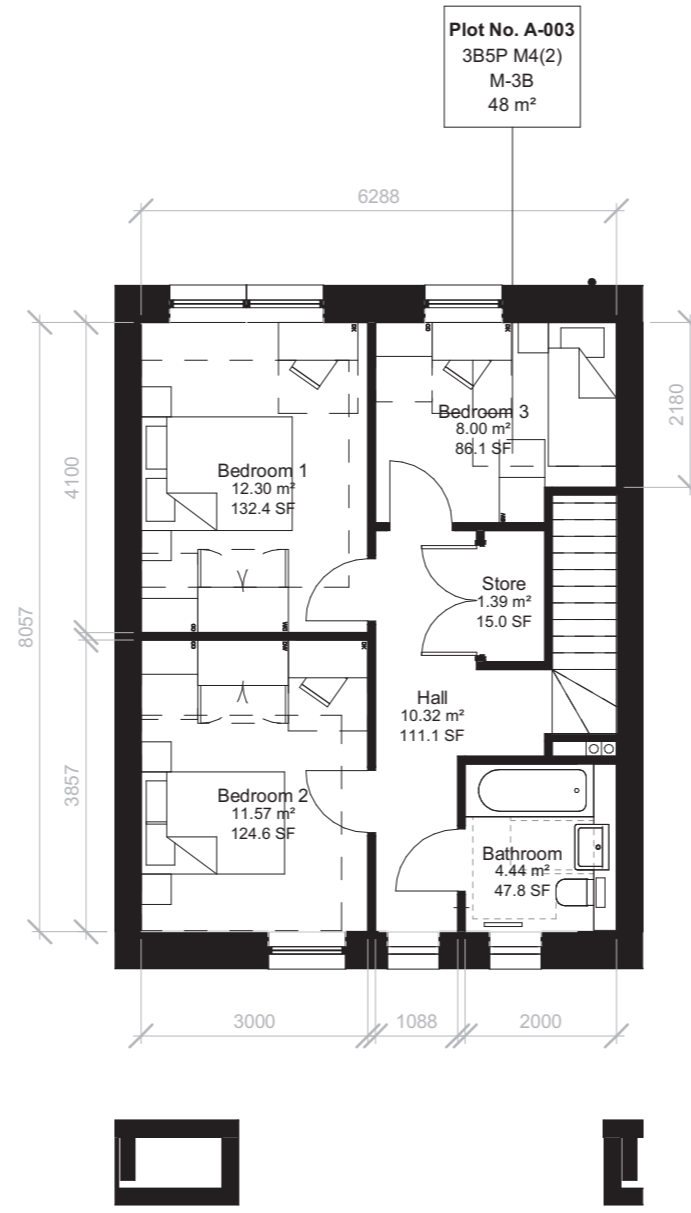 Plot No. A-003
3B5P M4(2)
M-3B
48 m²
6288
8057
4100
3857
2180
Bedroom 1
12.30 m²
132.4 SF
Bedroom 3
8.00 m²
86.1 SF
Store
1.39 m²
15.0 SF
Hall
10.32 m²
111.1 SF
Bedroom 2
11.57 m²
124.6 SF
Bathroom
4.44 m²
47.8 SF
3000
1088
2000